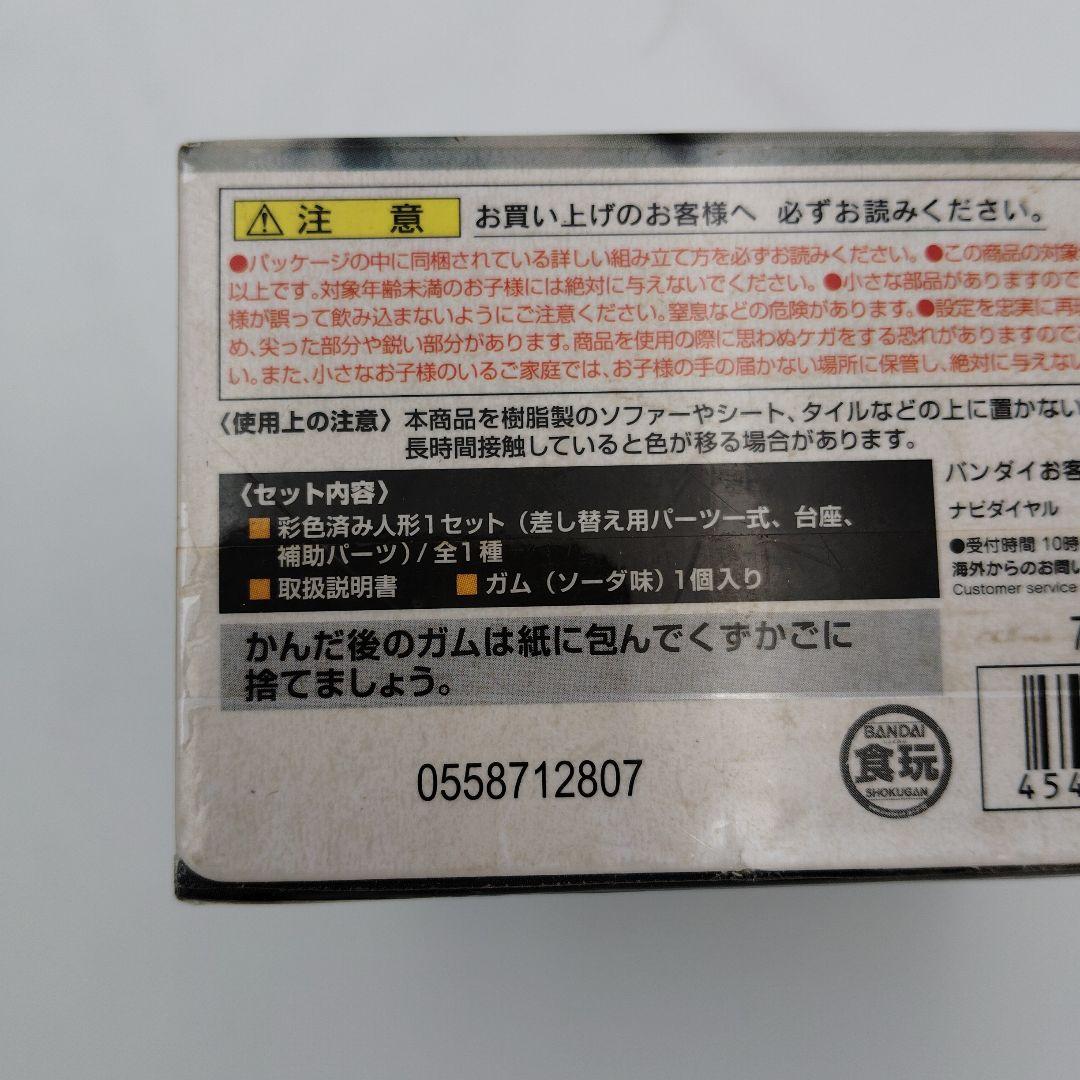 ⚠注 意 お買い上げのお客様へ 必ずお読みください。
●パッケージの中に同梱されている詳しい組み立て方を必ずお読みください。●この商品の対象
以上です。対象年齢未満のお子様には絶対に与えないでください。●小さな部品がありますので
様が誤って飲み込まないようにご注意ください。窒息などの危険があります。●設定を忠実に再
め、尖った部分や鋭い部分があります。商品を使用の際に思わぬケガをする恐れがありますので
い。また、小さなお子様のいるご家庭では、お子様の手の届かない場所に保管し、絶対に与えない
〈使用上の注意〉本商品を樹脂製のソファーやシート、タイルなどの上に置かない
長時間接触していると色が移る場合があります。
〈セット内容〉
■彩色済み人形1セット（差し替え用パーツ一式、台座、
補助パーツ）/全1種
■取扱説明書 ■ガム（ソーダ味）1個入り
かんだ後のガムは紙に包んでくずかごに
捨てましょう。
バンダイお客
ナビダイヤル
●受付時間 10時
海外からのお問い
Customer service
BANDAI
食玩
SHOKUGAN
454
0558712807